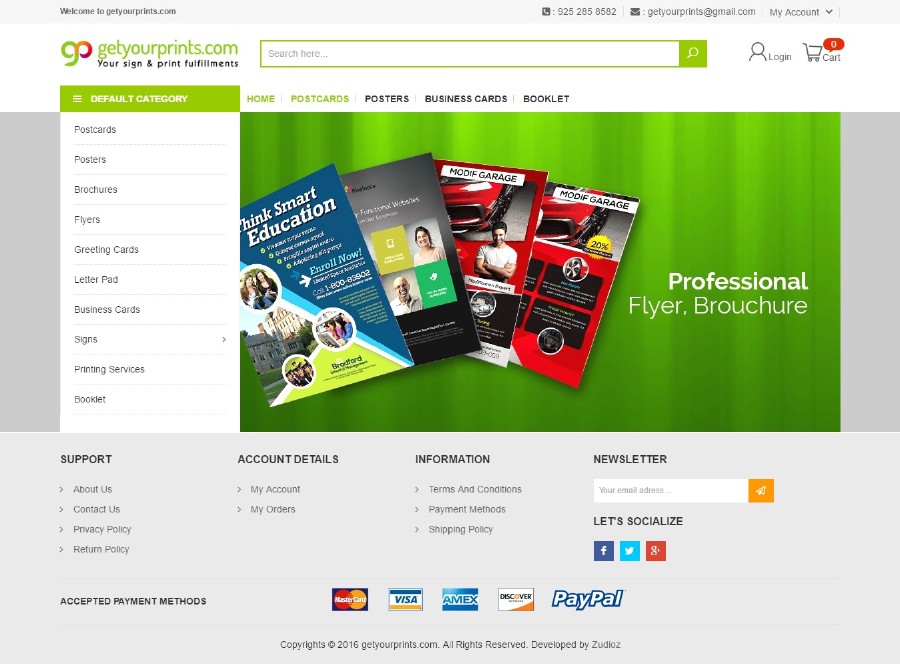 Welcome to getyourprints.com
: 925 285 8582
: getyourprints@gmail.com
My Account
go getyourprints.com
Your sign & print fulfillments
Search here...
Login
0
Cart
DEFAULT CATEGORY
HOME
POSTCARDS
POSTERS
BUSINESS CARDS
BOOKLET
Postcards
Posters
Brochures
Flyers
Greeting Cards
Letter Pad
Business Cards
Signs
Printing Services
Booklet
Think Smart
Education
Enroll Now!
Call 1-800-93902
Bradford
MODIF GARAGE
MODIF GARAGE
20%
Professional
Flyer, Brouchure
SUPPORT
About Us
Contact Us
Privacy Policy
Return Policy
ACCOUNT DETAILS
My Account
My Orders
INFORMATION
Terms And Conditions
Payment Methods
Shipping Policy
NEWSLETTER
Your email adress ...
LET'S SOCIALIZE
ACCEPTED PAYMENT METHODS
MasterCard
VISA
AMEX
DISCOVER
PayPal
Copyrights © 2016 getyourprints.com. All Rights Reserved. Developed by Zudioz